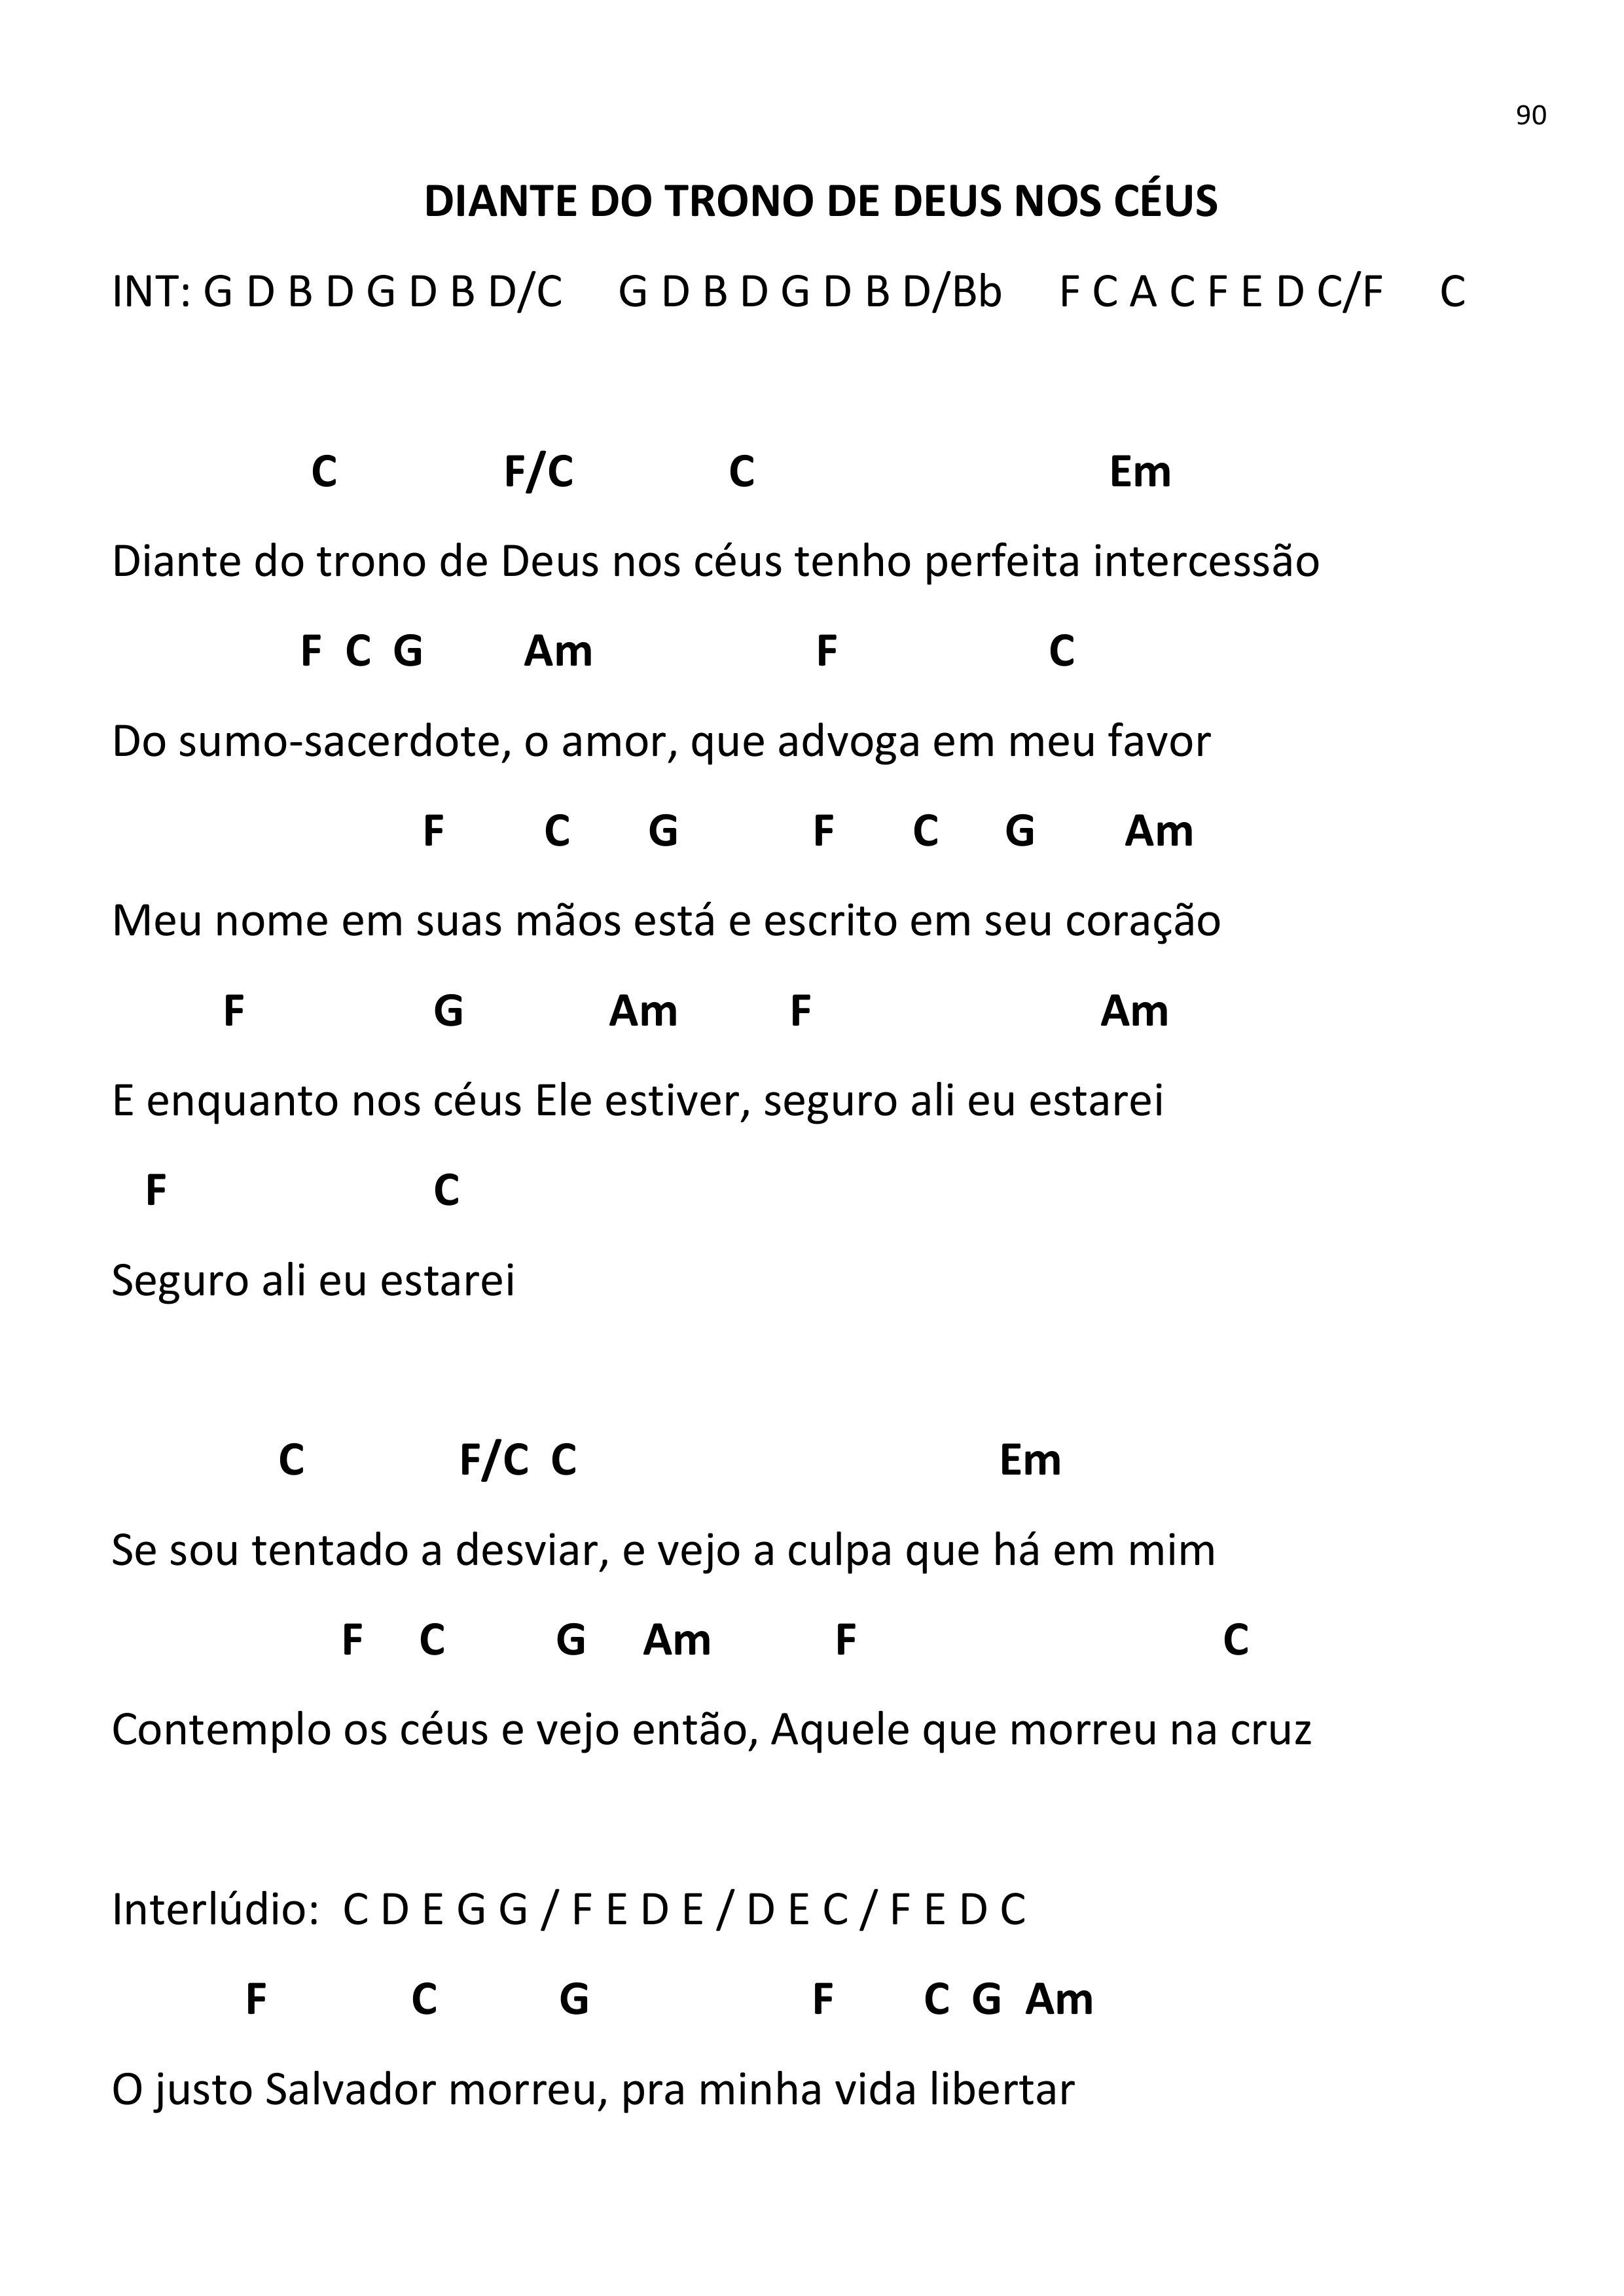 90
DIANTE DO TRONO DE DEUS NOS CÉUS
INT: G D B D G D B D/C G D B D G D B D/Bb F C A C F E D C/F C
C F/C C Em
Diante do trono de Deus nos céus tenho perfeita intercessão
F C G Am F C
Do sumo-sacerdote, o amor, que advoga em meu favor
F C G F C G Am
Meu nome em suas mãos está e escrito em seu coração
F G Am F Am
E enquanto nos céus Ele estiver, seguro ali eu estarei
F C
Seguro ali eu estarei
C F/C C Em
Se sou tentado a desviar, e vejo a culpa que há em mim
F C G Am F C
Contemplo os céus e vejo então, Aquele que morreu na cruz
Interlúdio: C D E G G / F E D E / D E C / F E D C
F C G F C G Am
O justo Salvador morreu, pra minha vida libertar